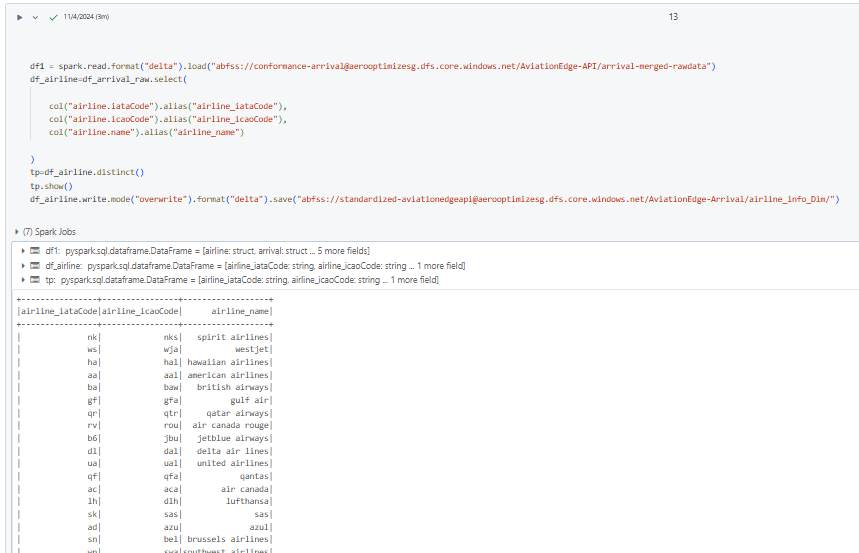 11/4/2024 (3m)
13
df1 = spark.read.format("delta").load("abfss://conformance-arrival@aerooptimizesg.dfs.core.windows.net/AviationEdge-API/arrival-merged-rawdata")
df_airline=df_arrival_raw.select(
col("airline.iataCode").alias("airline_iataCode"),
col("airline.icaoCode").alias("airline_icaoCode"),
col("airline.name").alias("airline_name")
)
tp=df_airline.distinct()
tp.show()
df_airline.write.mode("overwrite").format("delta").save("abfss://standardized-aviationedgeapi@aerooptimizesg.dfs.core.windows.net/AviationEdge-Arrival/airline_info_Dim/")
(7) Spark Jobs
df1: pyspark.sql.dataframe.DataFrame = [airline: struct, arrival: struct ... 5 more fields]
df_airline: pyspark.sql.dataframe.DataFrame = [airline_iataCode: string, airline_icaoCode: string ... 1 more field]
tp: pyspark.sql.dataframe.DataFrame = [airline_iataCode: string, airline_icaoCode: string ... 1 more field]
+----------------+----------------+------------------+
|airline_iataCode|airline_icaoCode|      airline_name|
+----------------+----------------+------------------+
|              nk|             nks|   spirit airlines|
|              ws|             wja|           westjet|
|              ha|             hal| hawaiian airlines|
|              aa|             aal| american airlines|
|              ba|             baw|   british airways|
|              gf|             gfa|          gulf air|
|              qr|             qtr|     qatar airways|
|              rv|             rou|  air canada rouge|
|              b6|             jbu|   jetblue airways|
|              dl|             dal|   delta air lines|
|              ua|             ual|   united airlines|
|              qf|             qfa|            qantas|
|              ac|             aca|        air canada|
|              lh|             dlh|         lufthansa|
|              sk|             sas|               sas|
|              ad|             azu|              azul|
|              sn|             bel| brussels airlines|
|              wn|             swa|southwest airlines|